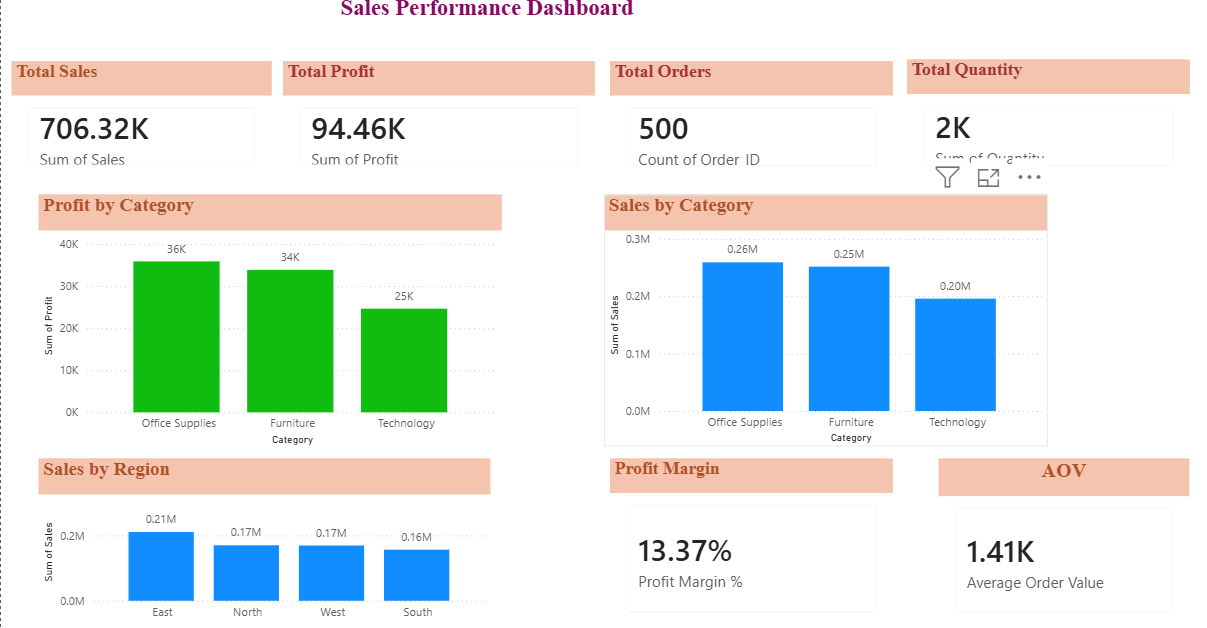 Sales Performance Dashboard
Total Sales
Total Profit
Total Orders
Total Quantity
706.32K
Sum of Sales
94.46K
Sum of Profit
500
Count of Order ID
2K
Sum of Quantity
Profit by Category
40K
30K
20K
10K
0K
Sum of Profit
36K
34K
25K
Office Supplies
Furniture
Technology
Category
Sales by Category
0.3M
0.2M
0.1M
0.0M
Sum of Sales
0.26M
0.25M
0.20M
Office Supplies
Furniture
Technology
Category
Sales by Region
0.2M
0.0M
Sum of Sales
0.21M
0.17M
0.17M
0.16M
East
North
West
South
Profit Margin
13.37%
Profit Margin %
AOV
1.41K
Average Order Value